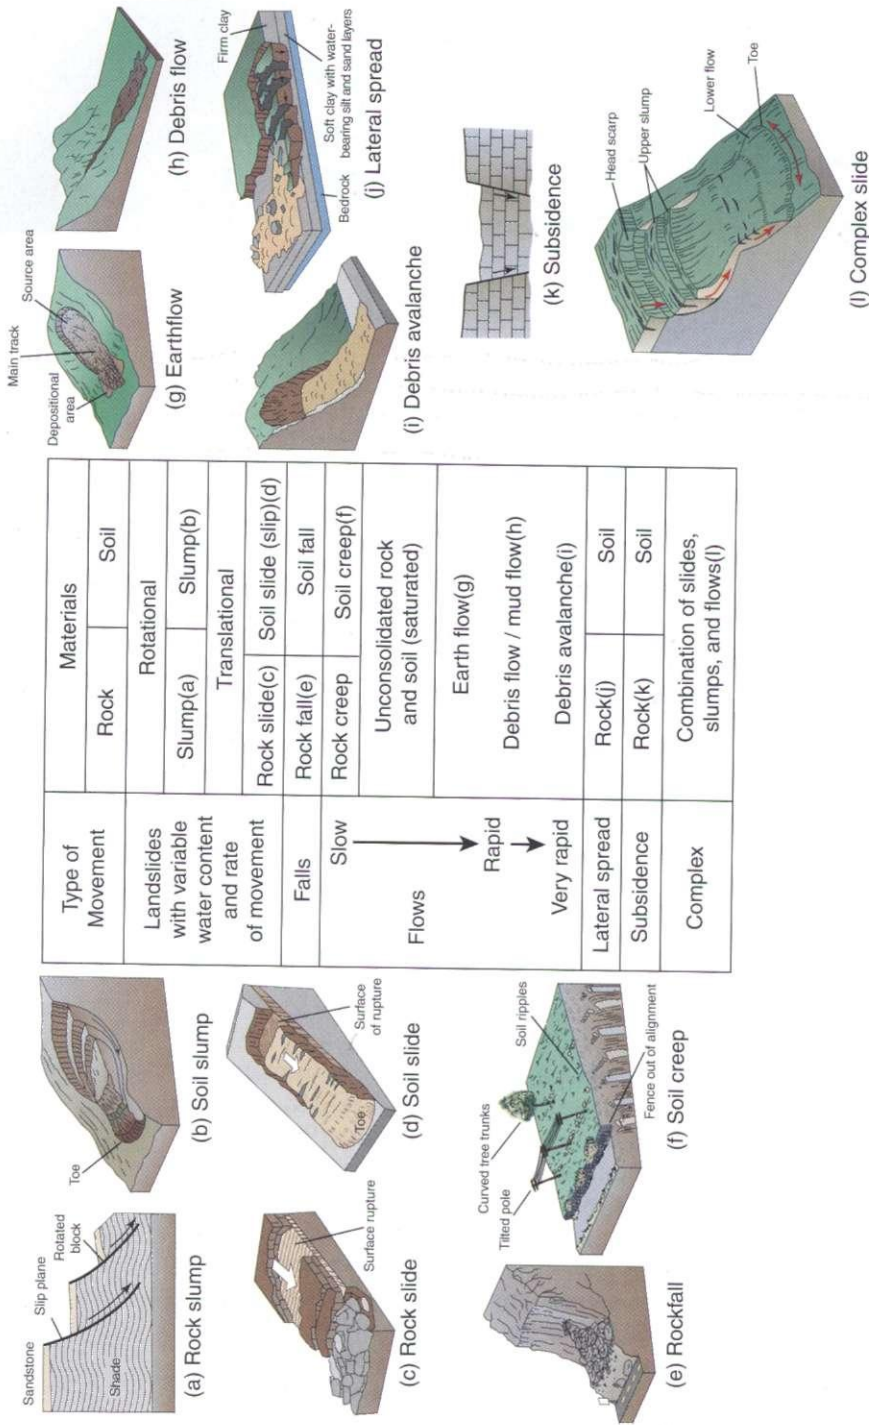 Sandstone
Slip plane
Rotated
block
Shade
(a) Rock slump
Toe
(b) Soil slump
Surface rupture
(c) Rock slide
Toe
Surface
of rupture
(d) Soil slide
(e) Rockfall
Curved tree trunks
Tilted pole
Soil ripples
Fence out of alignment
(f) Soil creep
Type of
Movement
Materials
Rock
Soil
Landslides
with variable
water content
and rate
of movement
Rotational
Slump(a)
Slump(b)
Translational
Rock slide(c)
Soil slide (slip)(d)
Falls
Rock fall(e)
Soil fall
Slow
Rock creep
Soil creep(f)
Flows
Unconsolidated rock
and soil (saturated)
Earth flow(g)
Rapid
Debris flow / mud flow(h)
Very rapid
Debris avalanche(i)
Lateral spread
Rock(j)
Soil
Subsidence
Rock(k)
Soil
Complex
Combination of slides,
slumps, and flows(l)
Main track
Source area
Depositional
area
(g) Earthflow
(h) Debris flow
(i) Debris avalanche
Firm clay
Soft clay with water-
bearing silt and sand layers
Bedrock
(j) Lateral spread
(k) Subsidence
Head scarp
Upper slump
Lower flow
Toe
(l) Complex slide